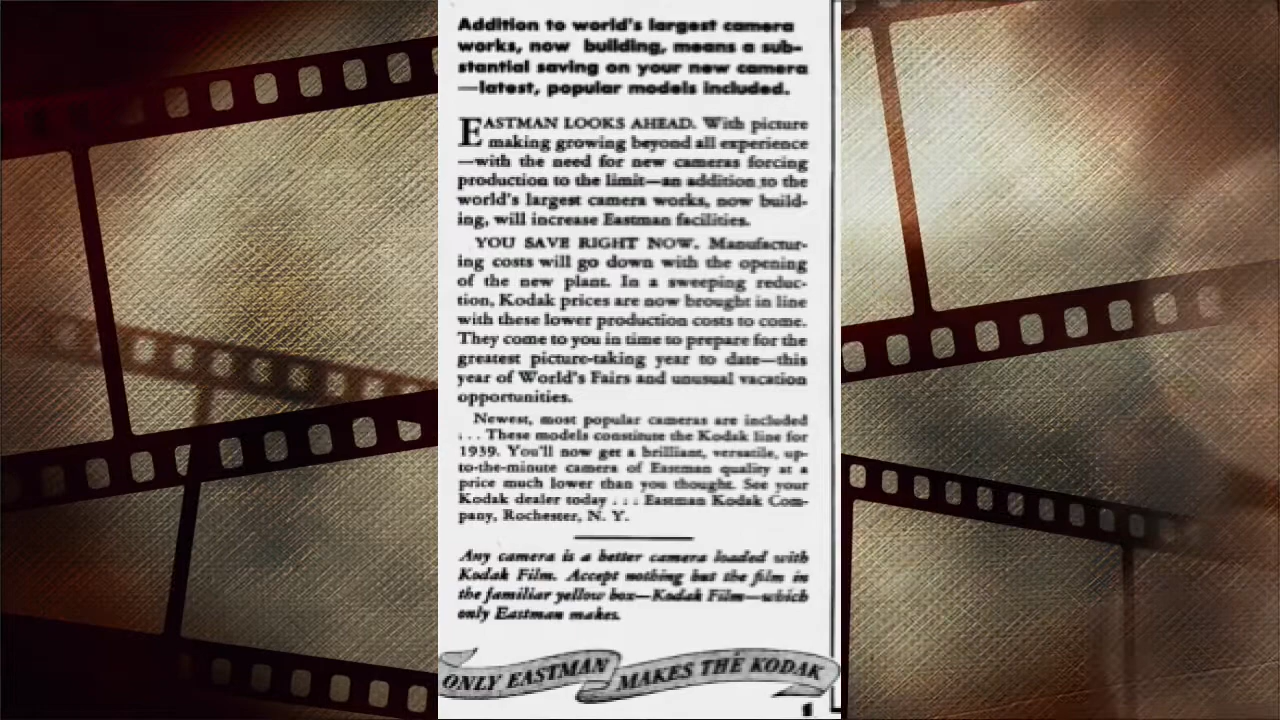 Addition to world's largest camera
works, now building, means a sub-
stantial saving on your new camera
—latest, popular models included.
EASTMAN LOOKS AHEAD. With picture
making growing beyond all experience
—with the need for new cameras forcing
production to the limit—an addition to the
world's largest camera works, now build-
ing, will increase Eastman facilities.
YOU SAVE RIGHT NOW. Manufactur-
ing costs will go down with the opening
of the new plant. In a sweeping reduc-
tion, Kodak prices are now brought in line
with these lower production costs to come.
They come to you in time to prepare for the
greatest picture-taking year to date—this
year of World's Fairs and unusual vacation
opportunities.
Newest, most popular cameras are included
... These models constitute the Kodak line for
1939. You'll now get a brilliant, versatile, up-
to-the-minute camera of Eastman quality at a
price much lower than you thought. See your
Kodak dealer today ... Eastman Kodak Com-
pany, Rochester, N. Y.
Any camera is a better camera loaded with
Kodak Film. Accept nothing but the film in
the familiar yellow box—Kodak Film—which
only Eastman makes.
ONLY EASTMAN MAKES THE KODAK